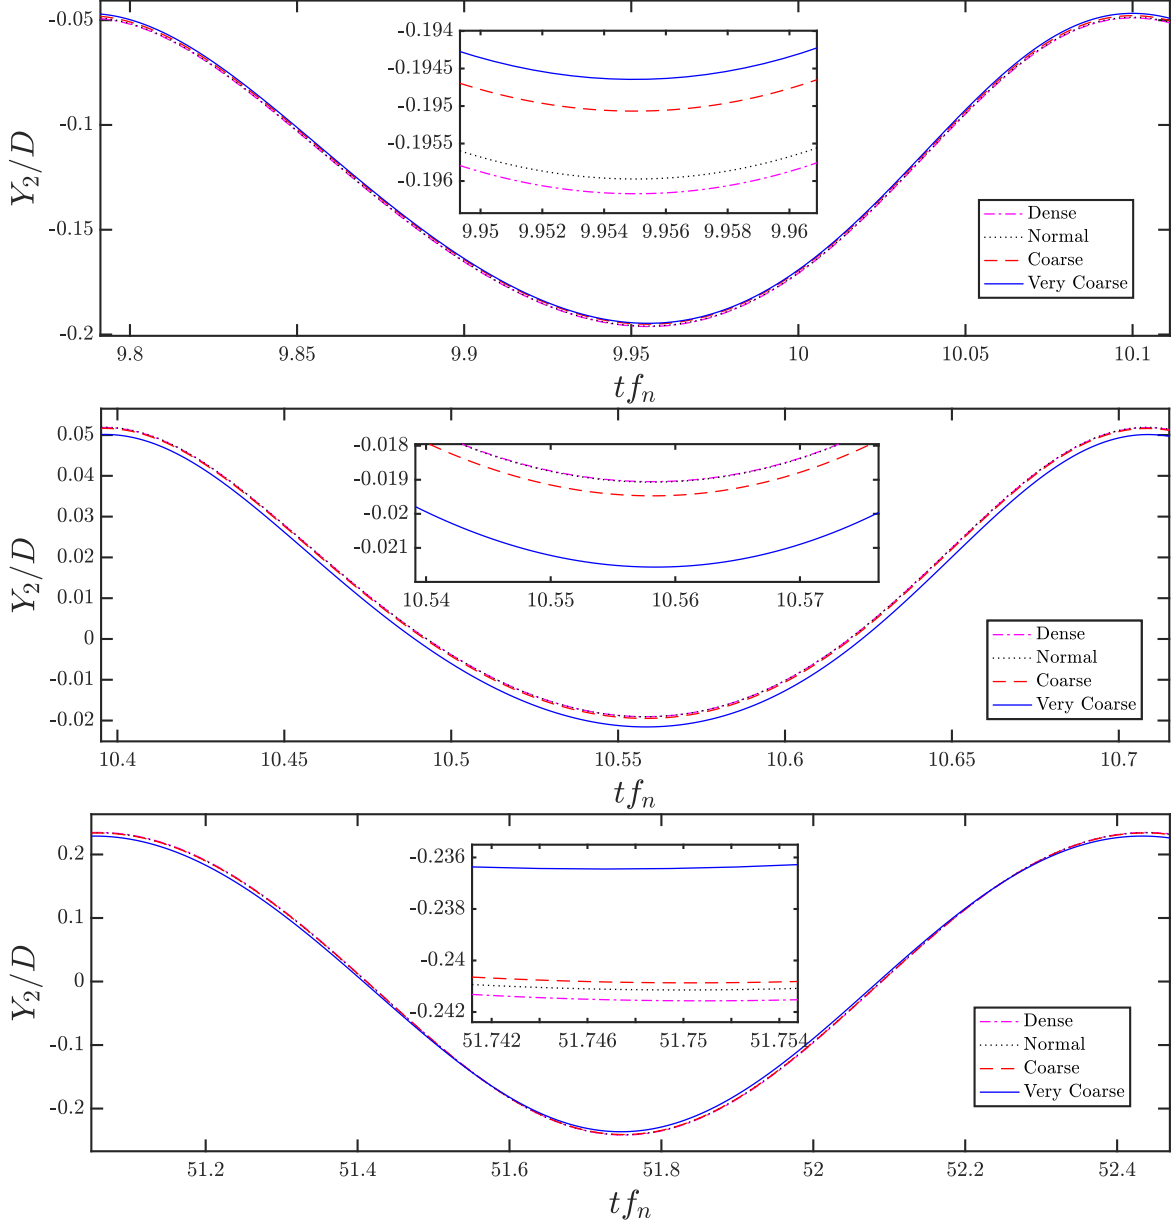 -0.05
-0.1
-0.15
-0.2
Y2/D
-0.194
-0.1945
-0.195
-0.1955
-0.196
9.95 9.952 9.954 9.956 9.958 9.96
Dense
Normal
Coarse
Very Coarse
9.8 9.85 9.9 9.95 10 10.05 10.1
tfn
0.05
0.04
0.03
0.02
0.01
0
-0.01
-0.02
Y2/D
-0.018
-0.019
-0.02
-0.021
10.54 10.55 10.56 10.57
Dense
Normal
Coarse
Very Coarse
10.4 10.45 10.5 10.55 10.6 10.65 10.7
tfn
0.2
0.1
0
-0.1
-0.2
Y2/D
-0.236
-0.238
-0.24
-0.242
51.742 51.746 51.75 51.754
Dense
Normal
Coarse
Very Coarse
51.2 51.4 51.6 51.8 52 52.2 52.4
tfn